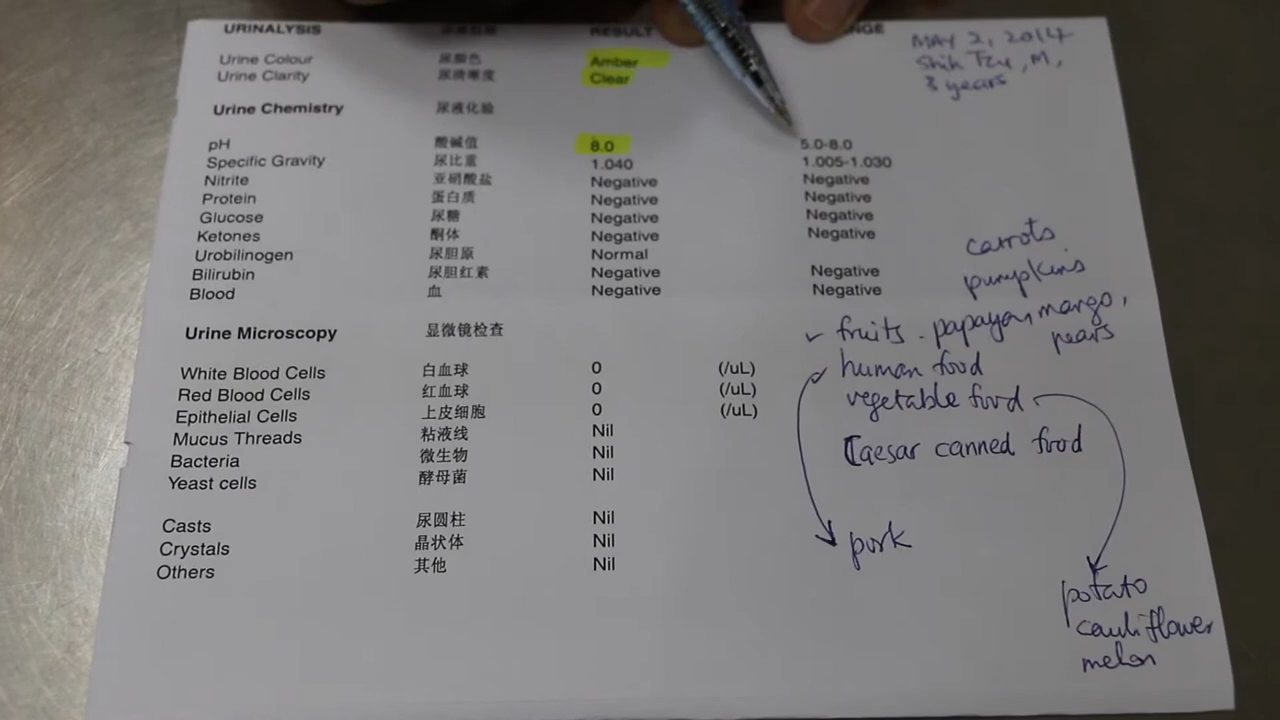 URINALYSIS RESULT
MAY 2, 2014
Shih Tzu, M,
3 years
Urine Colour 尿颜色 Amber
Urine Clarity 尿清晰度 Clear
Urine Chemistry 尿液化验
pH 酸碱值 8.0 5.0-8.0
Specific Gravity 尿比重 1.040 1.005-1.030
Nitrite 亚硝酸盐 Negative Negative
Protein 蛋白质 Negative Negative
Glucose 尿糖 Negative Negative
Ketones 酮体 Negative Negative
Urobilinogen 尿胆原 Normal
Bilirubin 尿胆红素 Negative Negative
Blood 血 Negative Negative
carrots
pumpkins
fruits - papaya, mango,
pears
human food
vegetable food
Caesar canned food
pork
potato
cauliflower
melon
Urine Microscopy 显微镜检查
White Blood Cells 白血球 0 (/uL)
Red Blood Cells 红血球 0 (/uL)
Epithelial Cells 上皮细胞 0 (/uL)
Mucus Threads 粘液线 Nil
Bacteria 微生物 Nil
Yeast cells 酵母菌 Nil
Casts 尿圆柱 Nil
Crystals 晶状体 Nil
Others 其他 Nil